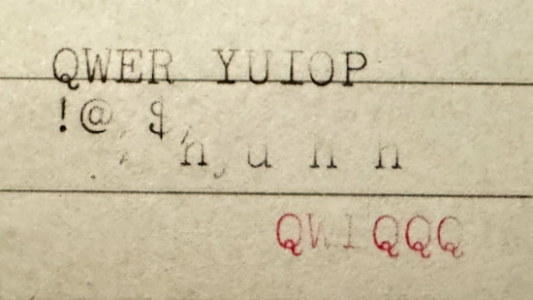 QWER YUIOP
!@ $
h u h h
QW1QQQ